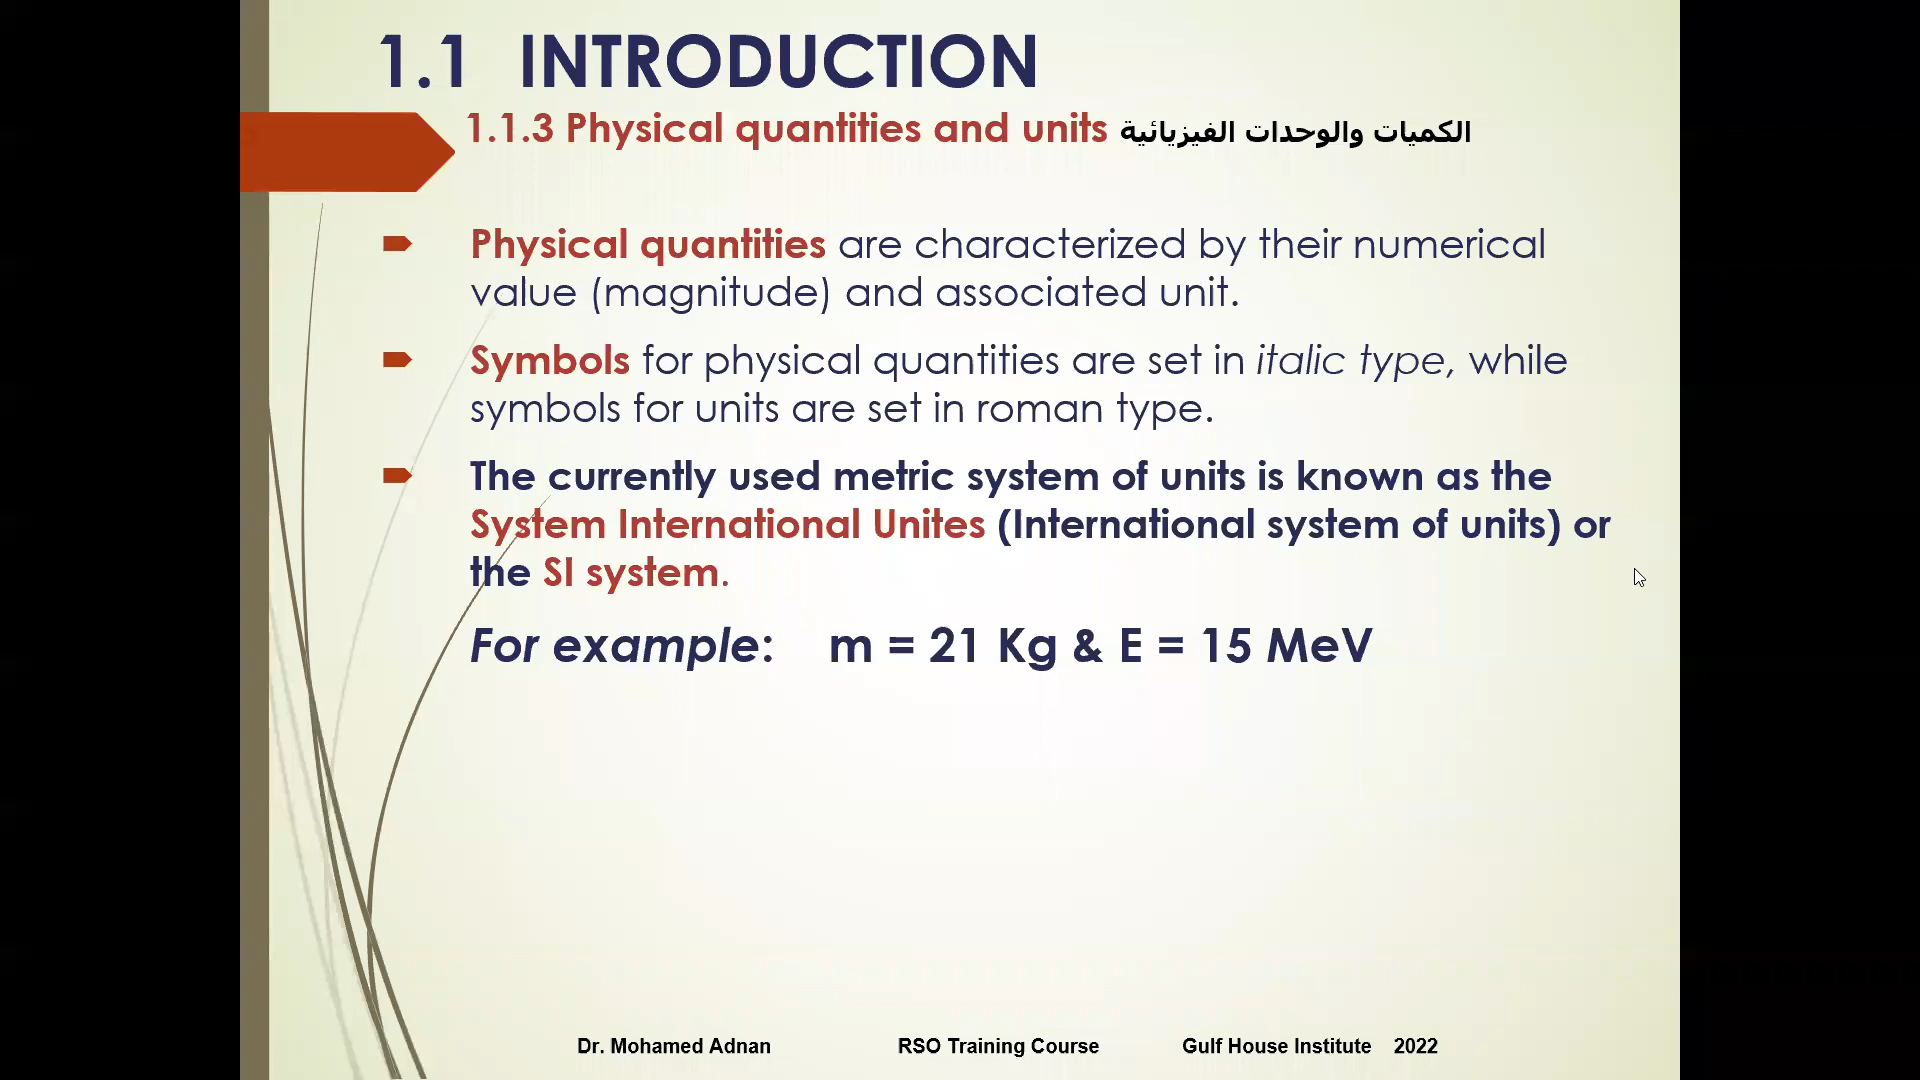 1.1 INTRODUCTION
1.1.3 Physical quantities and units الكميات والوحدات الفيزيائية
Physical quantities are characterized by their numerical
value (magnitude) and associated unit.
Symbols for physical quantities are set in italic type, while
symbols for units are set in roman type.
The currently used metric system of units is known as the
System International Unites (International system of units) or
the SI system.
For example: m = 21 Kg & E = 15 MeV
Dr. Mohamed Adnan RSO Training Course Gulf House Institute 2022